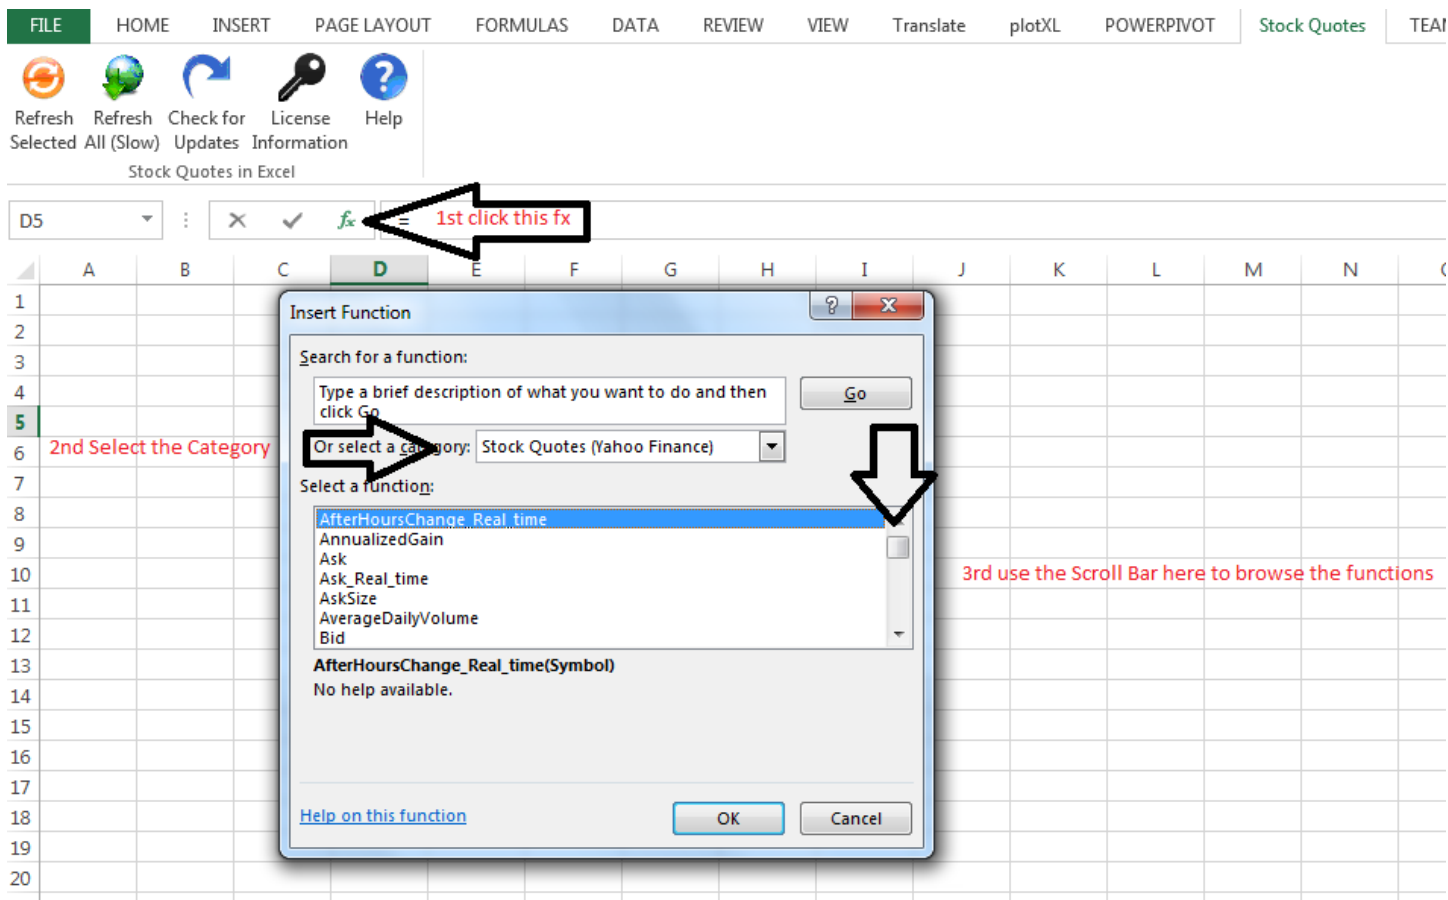 FILE HOME INSERT PAGE LAYOUT FORMULAS DATA REVIEW VIEW Translate plotXL POWERPIVOT Stock Quotes TEAM
Refresh Refresh Check for License Help
Selected All (Slow) Updates Information
Stock Quotes in Excel
D5 fx = 1st click this fx
A B C D E F G H I J K L M N
1
Insert Function ?
2
Search for a function:
3
Type a brief description of what you want to do and then
4
Go
click Go
5
2nd Select the Category
6
Or select a category: Stock Quotes (Yahoo Finance)
7
Select a function:
8
AfterHoursChange_Real_time
9
AnnualizedGain
Ask
10
Ask_Real_time
3rd use the Scroll Bar here to browse the functions
11
AskSize
AverageDailyVolume
12
Bid
13
AfterHoursChange_Real_time(Symbol)
14
No help available.
15
16
17
18
Help on this function OK Cancel
19
20